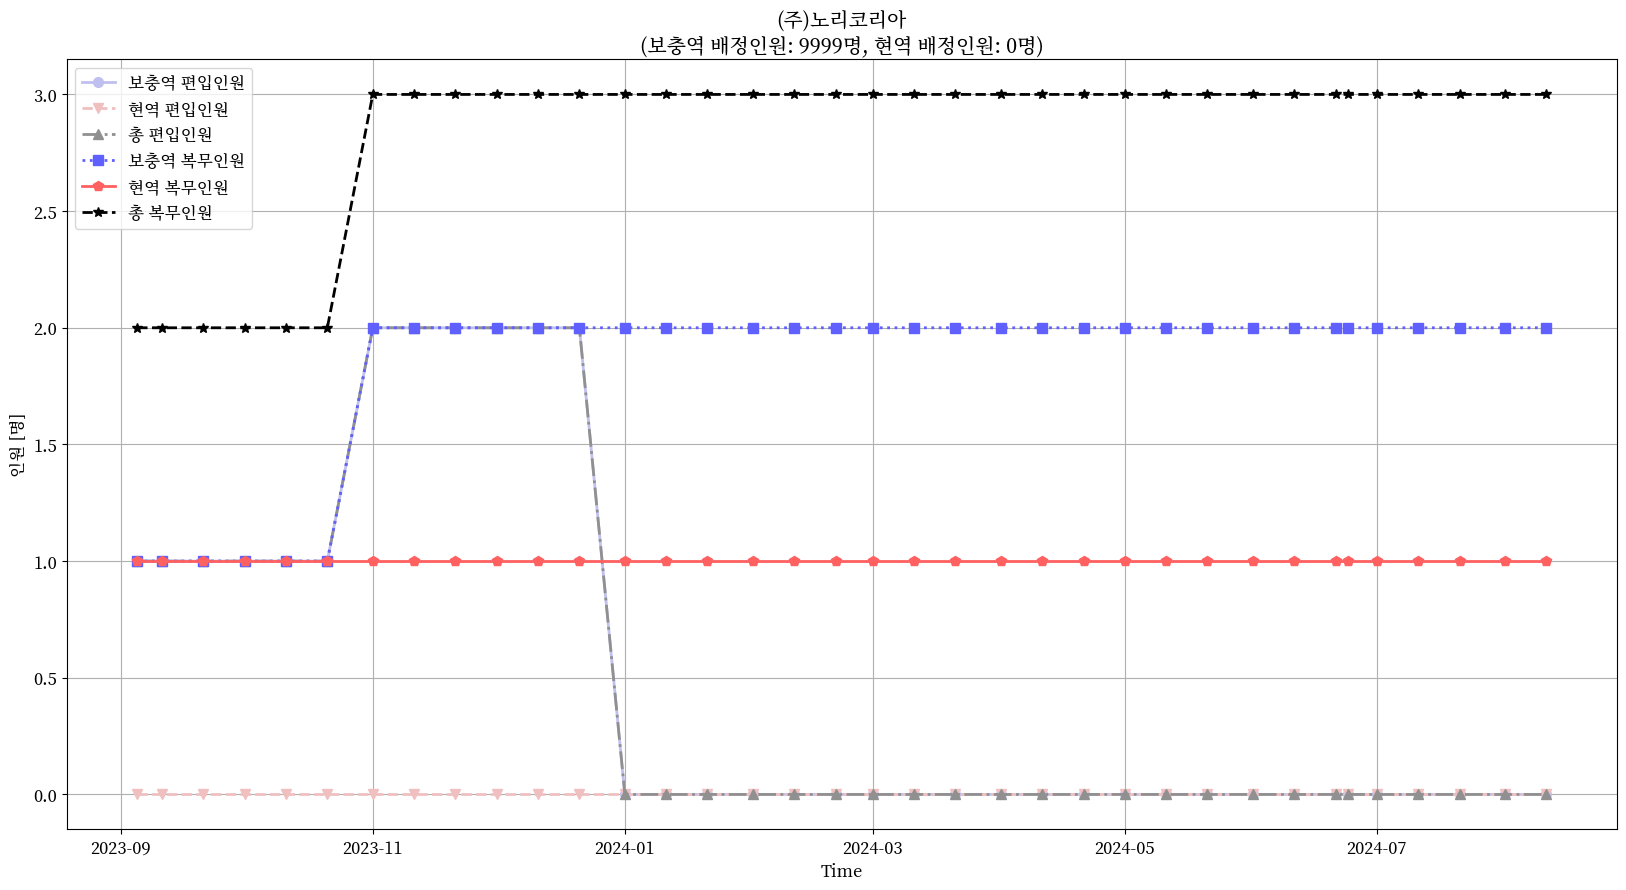 (주)노리코리아
(보충역 배정인원: 9999명, 현역 배정인원: 0명)
보충역 편입인원
현역 편입인원
총 편입인원
보충역 복무인원
현역 복무인원
총 복무인원
3.0
2.5
2.0
1.5
1.0
0.5
0.0
인원 [명]
2023-09 2023-11 2024-01 2024-03 2024-05 2024-07
Time